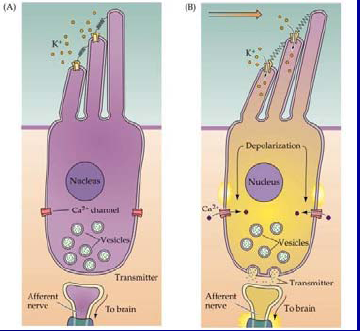 (A)
K+
Nucleus
Ca2+ channel
Vesicles
Transmitter
Afferent
nerve
To brain
(B)
K+
Depolarization
Nucleus
Ca2+
Vesicles
Transmitter
Afferent
nerve
To brain